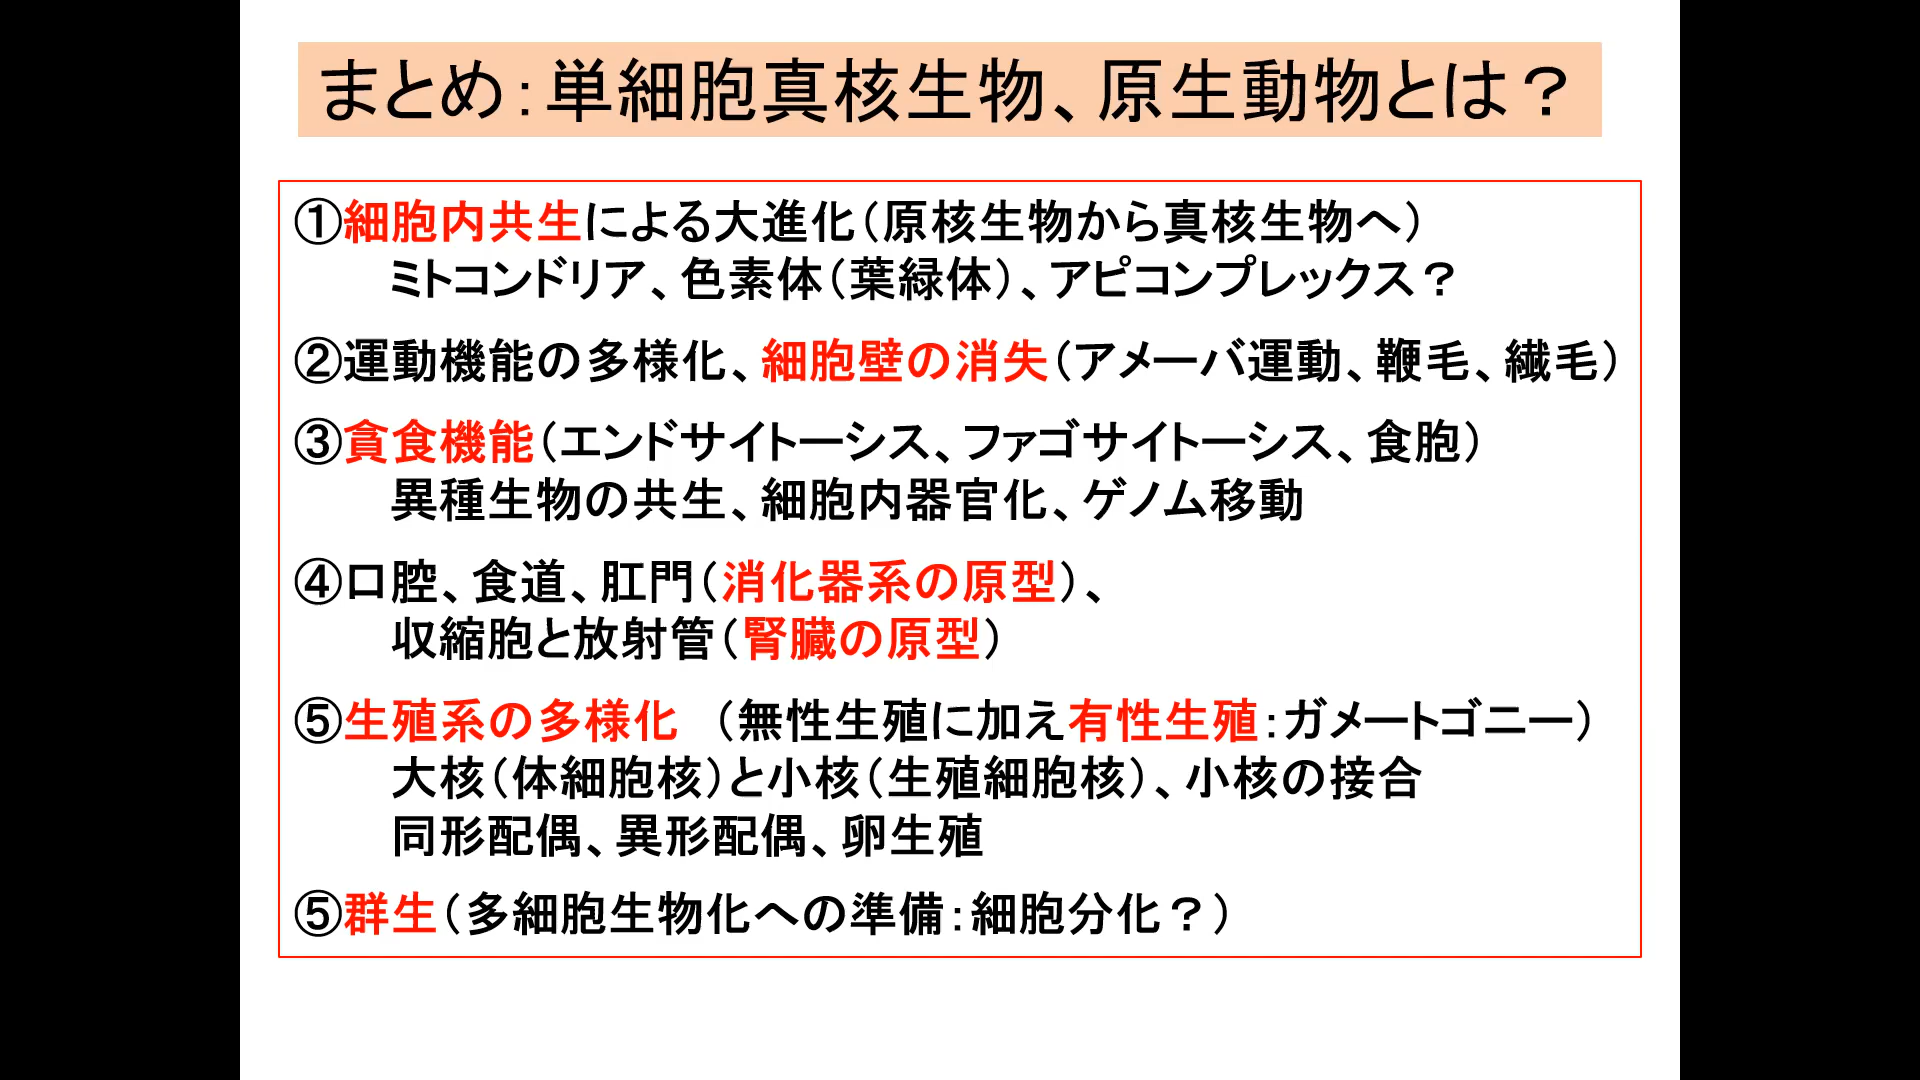 まとめ：単細胞真核生物、原生動物とは？
①細胞内共生による大進化（原核生物から真核生物へ）
ミトコンドリア、色素体（葉緑体）、アピコンプレックス？
②運動機能の多様化、細胞壁の消失（アメーバ運動、鞭毛、繊毛）
③貪食機能（エンドサイトーシス、ファゴサイトーシス、食胞）
異種生物の共生、細胞内器官化、ゲノム移動
④口腔、食道、肛門（消化器系の原型）、
収縮胞と放射管（腎臓の原型）
⑤生殖系の多様化　（無性生殖に加え有性生殖：ガメートゴニー）
大核（体細胞核）と小核（生殖細胞核）、小核の接合
同形配偶、異形配偶、卵生殖
⑤群生（多細胞生物化への準備：細胞分化？）